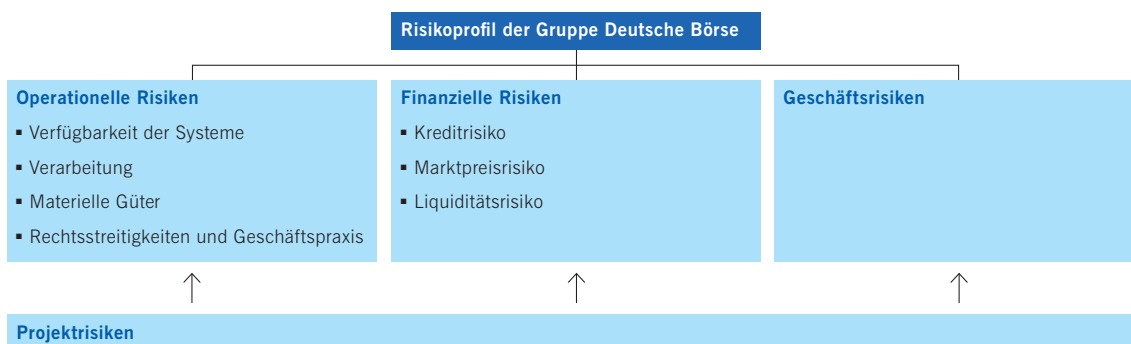 Risikoprofil der Gruppe Deutsche Börse
Operationelle Risiken
▪ Verfügbarkeit der Systeme
▪ Verarbeitung
▪ Materielle Güter
▪ Rechtsstreitigkeiten und Geschäftspraxis
Finanzielle Risiken
▪ Kreditrisiko
▪ Marktpreisrisiko
▪ Liquiditätsrisiko
Geschäftsrisiken
Projektrisiken